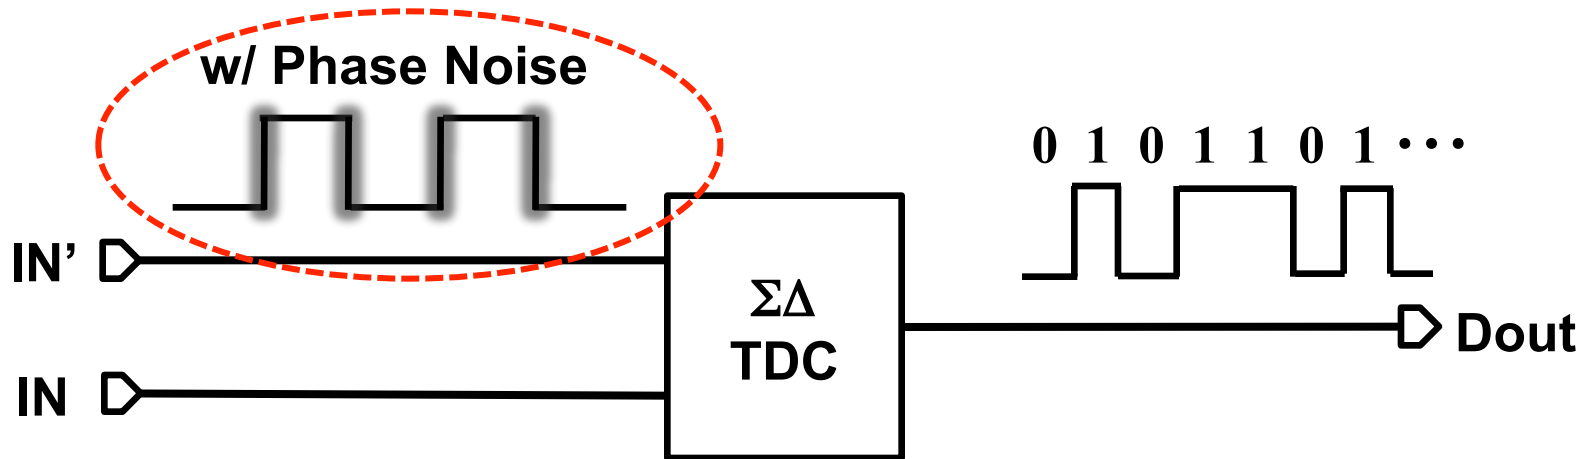 w/ Phase Noise
0 1 0 1 1 0 1 ···
IN’
ΣΔ
TDC
Dout
IN